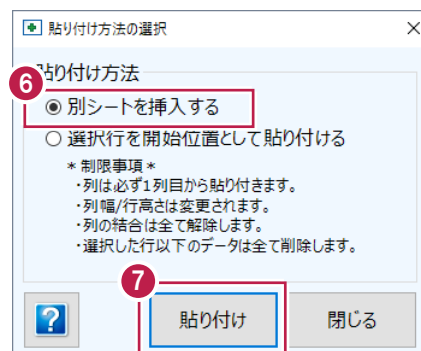 貼り付け方法の選択
6
貼り付け方法
別シートを挿入する
選択行を開始位置として貼り付ける
*制限事項*
・列は必ず1列目から貼り付きます。
・列幅/行高さは変更されます。
・列の結合は全て解除します。
・選択した行以下のデータは全て削除します。
7
?
貼り付け
閉じる